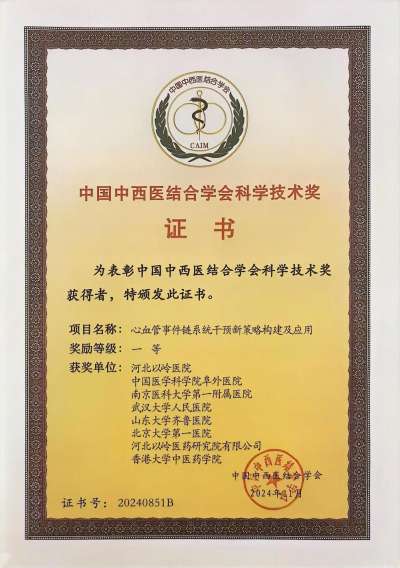 中国中西医结合学会
CAIM
中国中西医结合学会科学技术奖
证 书
为表彰中国中西医结合学会科学技术奖
获得者，特颁发此证书。
项目名称： 心血管事件链系统干预新策略构建及应用
奖励等级： 一 等
获奖单位： 河北以岭医院
中国医学科学院阜外医院
南京医科大学第一附属医院
武汉大学人民医院
山东大学齐鲁医院
北京大学第一医院
河北以岭医药研究院有限公司
香港大学中医药学院
中国中西医结合学会
2024年11月
证书号： 20240851B